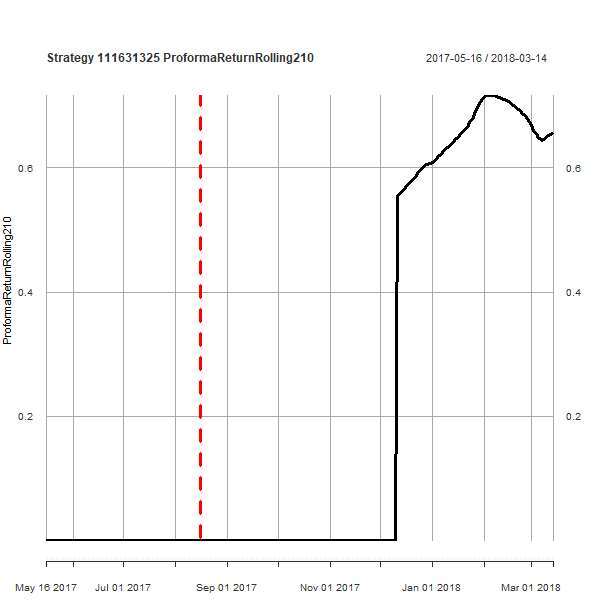 Strategy 111631325 ProformaReturnRolling210
2017-05-16 / 2018-03-14
ProformaReturnRolling210
0.6
0.4
0.2
0.6
0.4
0.2
May 16 2017
Jul 01 2017
Sep 01 2017
Nov 01 2017
Jan 01 2018
Mar 01 2018